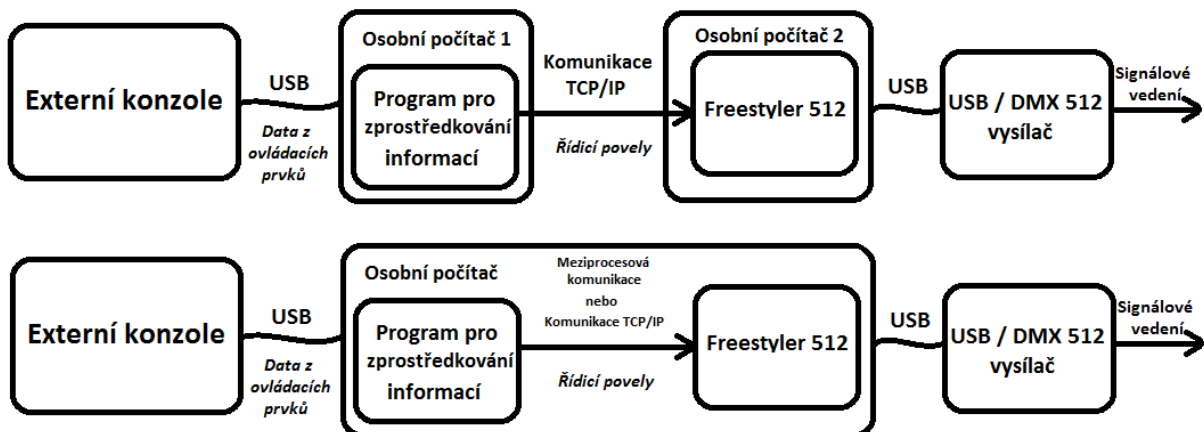 Externí konzole
USB
Data z
ovládacích
prvků
Osobní počítač 1
Program pro
zprostředkování
informací
Komunikace
TCP/IP
Řídicí povely
Osobní počítač 2
Freestyler 512
USB
USB / DMX 512
vysílač
Signálové
vedení
Externí konzole
USB
Data z
ovládacích
prvků
Osobní počítač
Program pro
zprostředkování
informací
Meziprocesová
komunikace
nebo
Komunikace TCP/IP
Řídicí povely
Freestyler 512
USB
USB / DMX 512
vysílač
Signálové
vedení